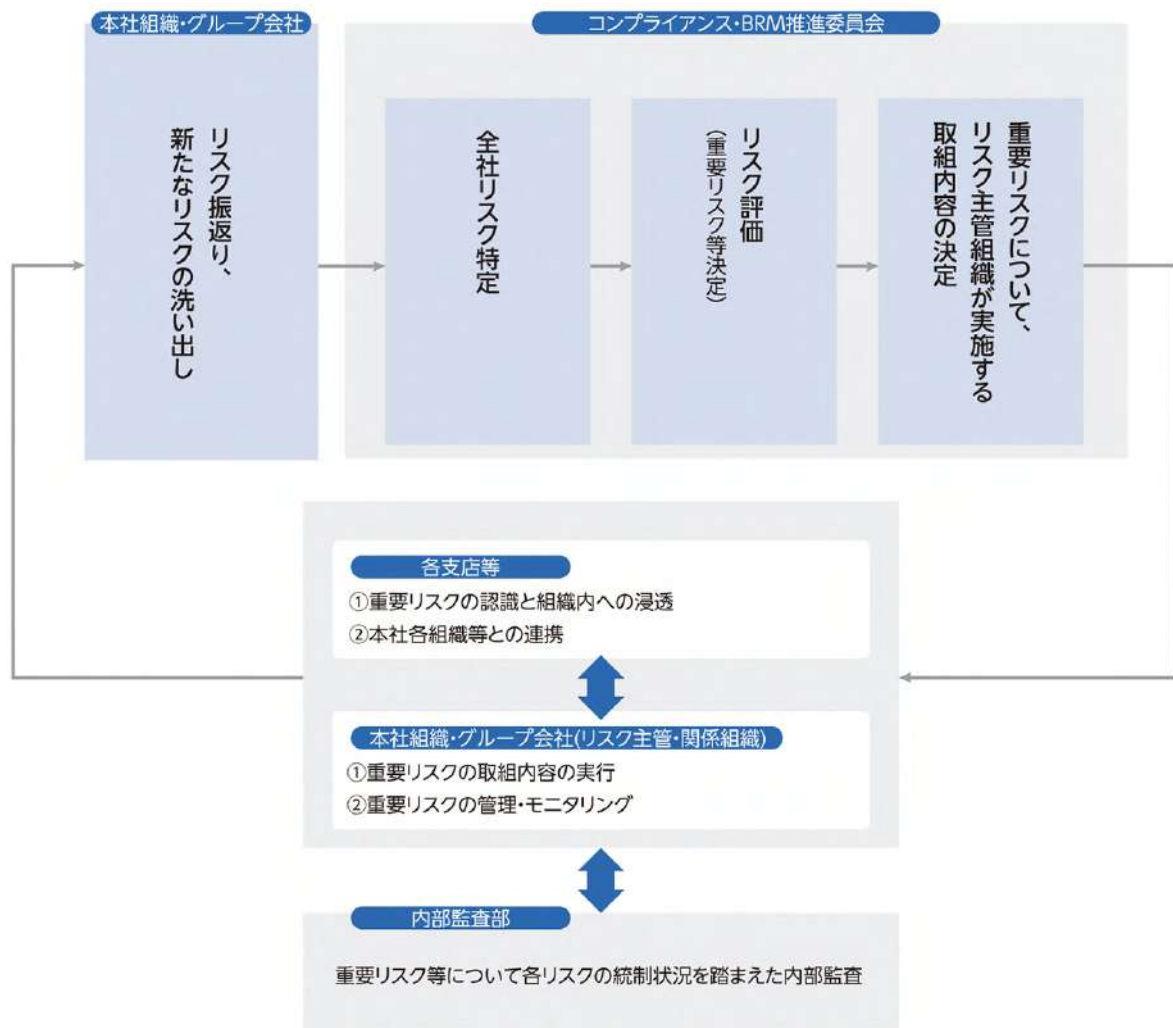 本社組織・グループ会社
リスク振返り、
新たなリスクの洗い出し
コンプライアンス・BRM推進委員会
全社リスク特定
リスク評価
(重要リスク等決定)
重要リスクについて、
リスク主管組織が実施する
取組内容の決定
各支店等
①重要リスクの認識と組織内への浸透
②本社各組織等との連携
本社組織・グループ会社(リスク主管・関係組織)
①重要リスクの取組内容の実行
②重要リスクの管理・モニタリング
内部監査部
重要リスク等について各リスクの統制状況を踏まえた内部監査